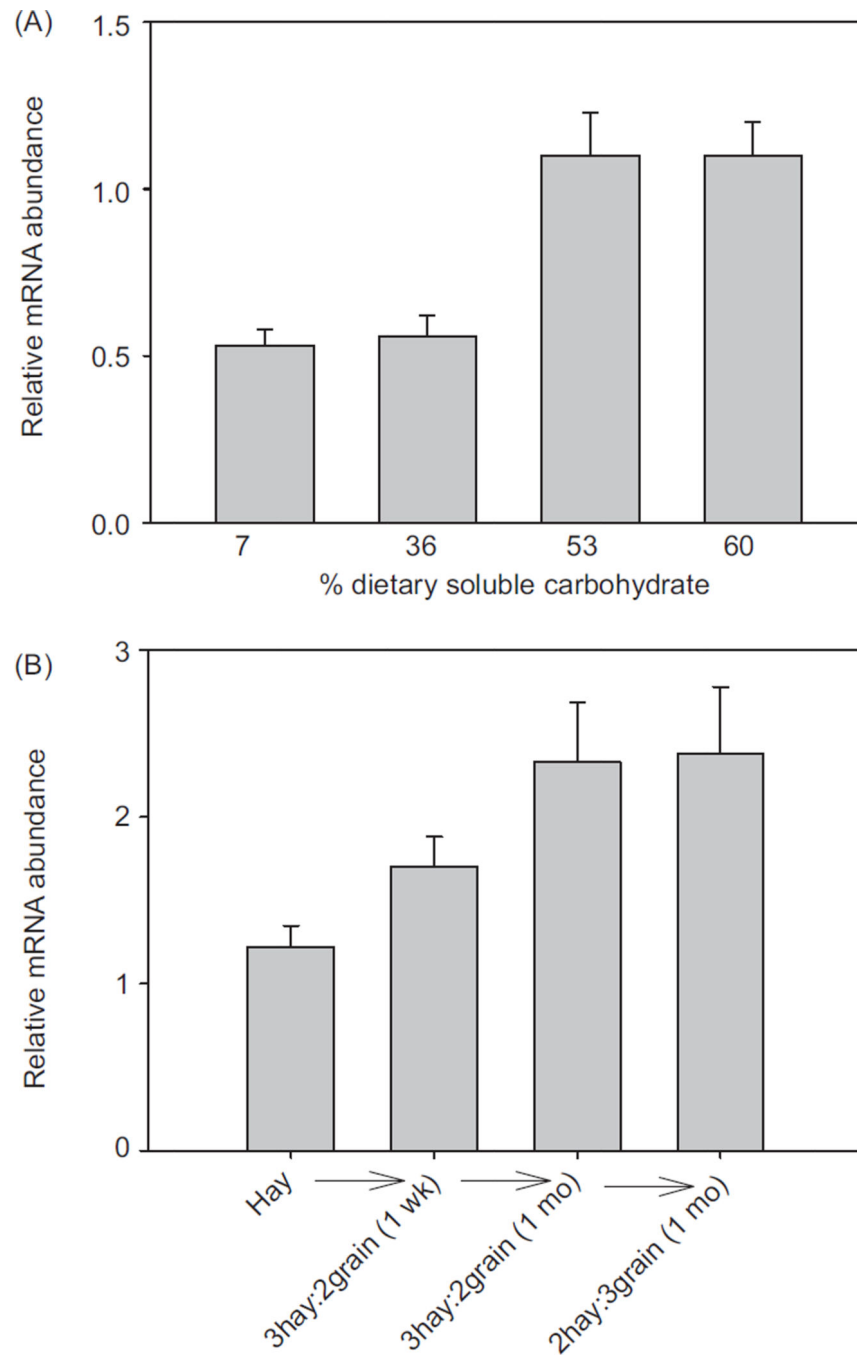 (A)
1.5
1.0
0.5
0.0
Relative mRNA abundance
7 36 53 60
% dietary soluble carbohydrate
(B)
3
2
1
0
Relative mRNA abundance
Hay
3hay:2grain (1 wk)
3hay:2grain (1 mo)
2hay:3grain (1 mo)